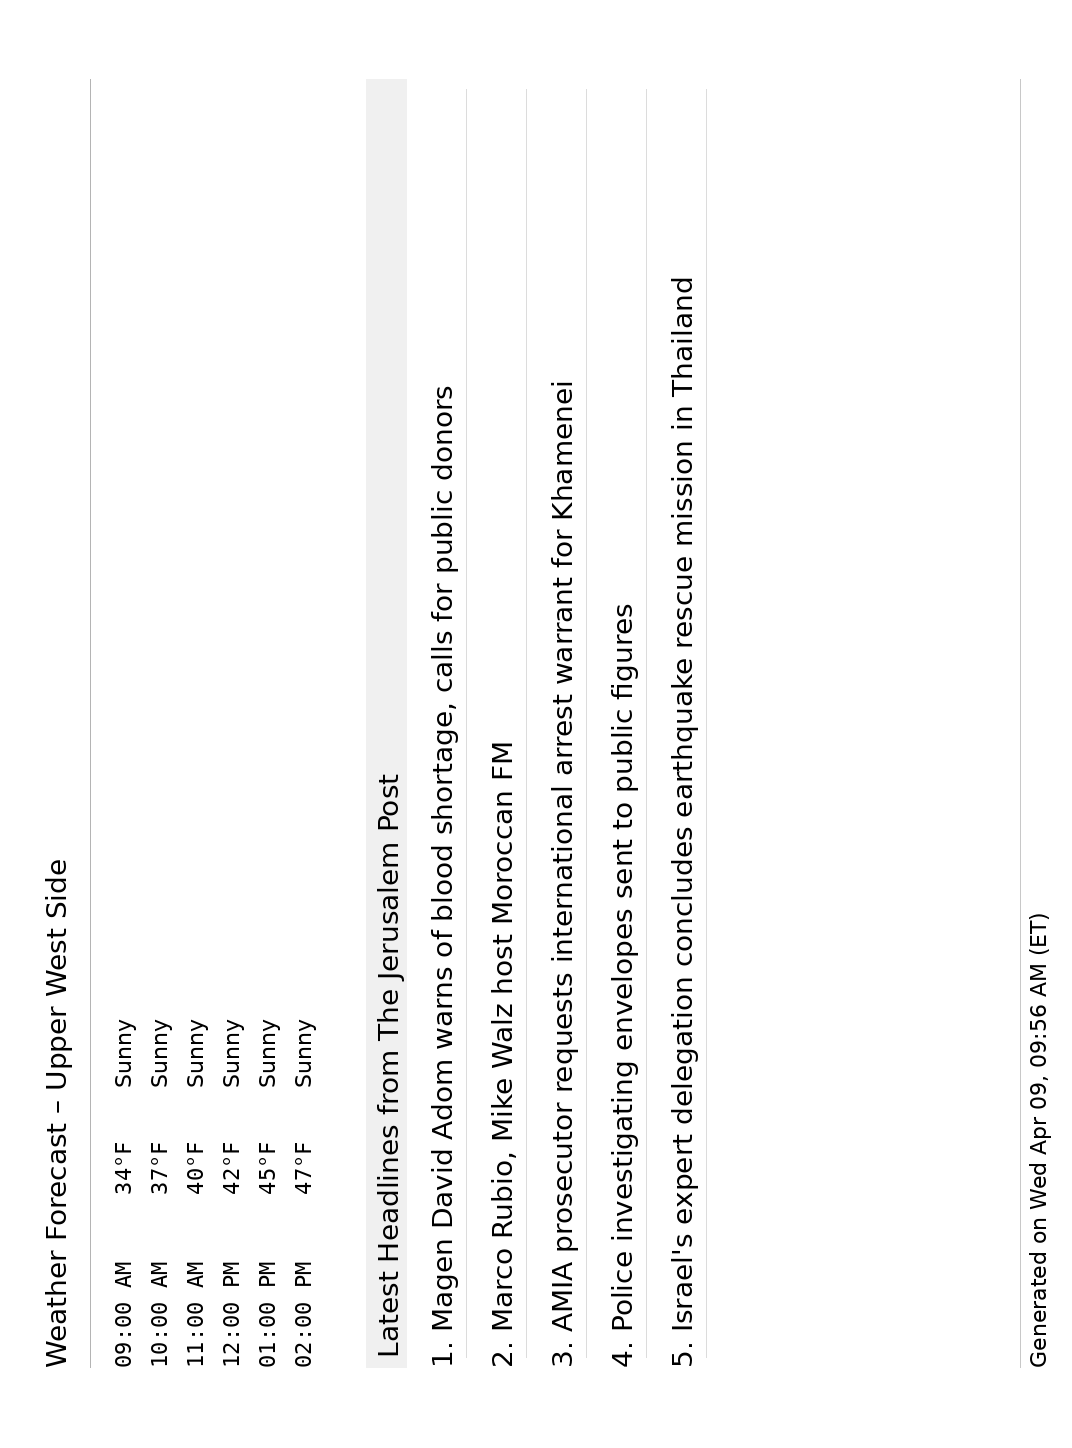 Weather Forecast – Upper West Side
09:00 AM 34°F Sunny
10:00 AM 37°F Sunny
11:00 AM 40°F Sunny
12:00 PM 42°F Sunny
01:00 PM 45°F Sunny
02:00 PM 47°F Sunny
Latest Headlines from The Jerusalem Post
1. Magen David Adom warns of blood shortage, calls for public donors
2. Marco Rubio, Mike Walz host Moroccan FM
3. AMIA prosecutor requests international arrest warrant for Khamenei
4. Police investigating envelopes sent to public figures
5. Israel's expert delegation concludes earthquake rescue mission in Thailand
Generated on Wed Apr 09, 09:56 AM (ET)